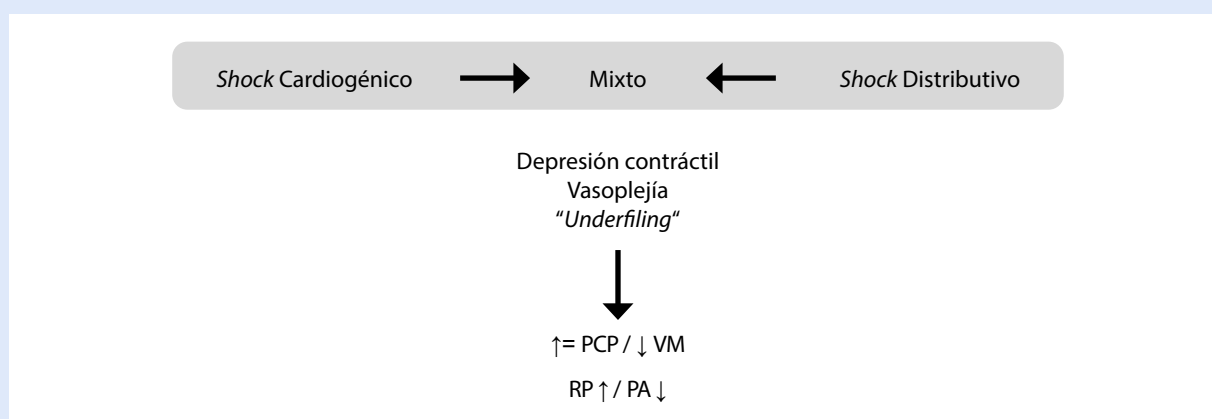 Shock Cardiogénico Mixto Shock Distributivo
Depresión contráctil
Vasoplejía
“Underfiling“
↑= PCP / ↓ VM
RP ↑ / PA ↓